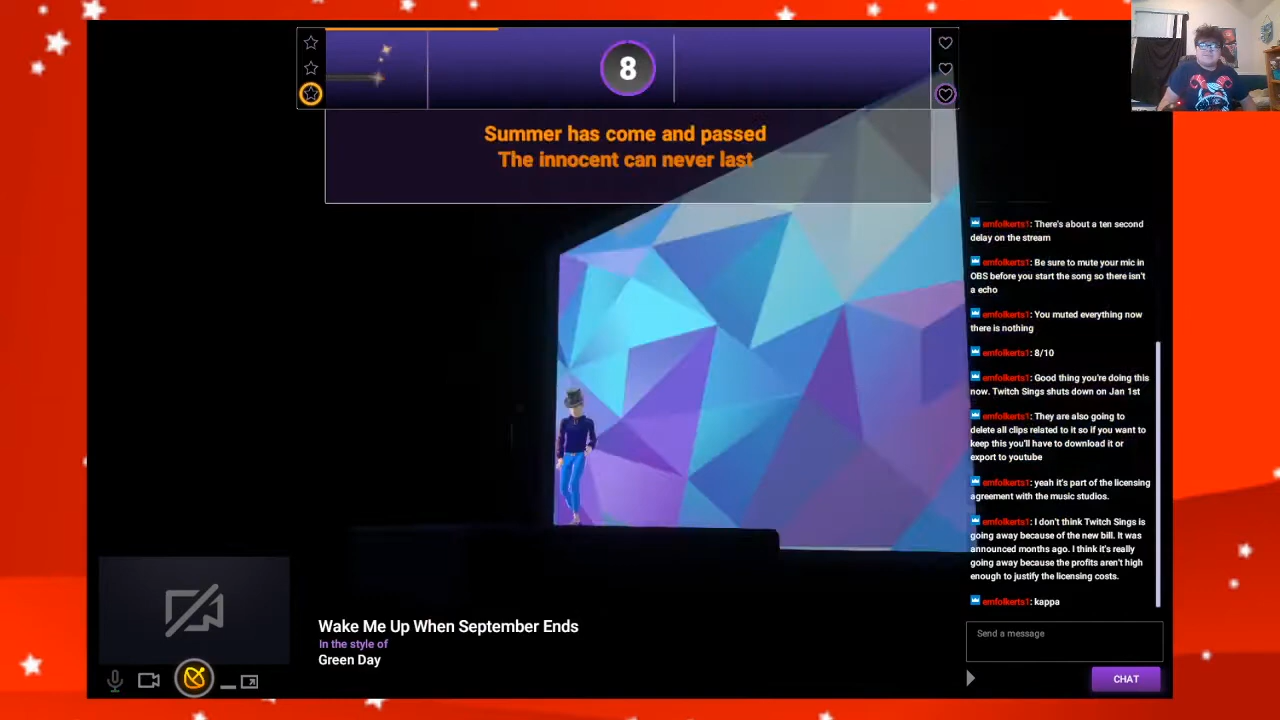 8
Summer has come and passed
The innocent can never last
emfolkerts1: There's about a ten second
delay on the stream
emfolkerts1: Be sure to mute your mic in
OBS before you start the song so there isn't
a echo
emfolkerts1: You muted everything now
there is nothing
emfolkerts1: 8/10
emfolkerts1: Good thing you're doing this
now. Twitch Sings shuts down on Jan 1st
emfolkerts1: They are also going to
delete all clips related to it so if you want to
keep this you'll have to download it or
export to youtube
emfolkerts1: yeah it's part of the licensing
agreement with the music studios.
emfolkerts1: I don't think Twitch Sings is
going away because of the new bill. It was
announced months ago. I think it's really
going away because the profits aren't high
enough to justify the licensing costs.
emfolkerts1: kappa
Send a message
CHAT
Wake Me Up When September Ends
In the style of
Green Day